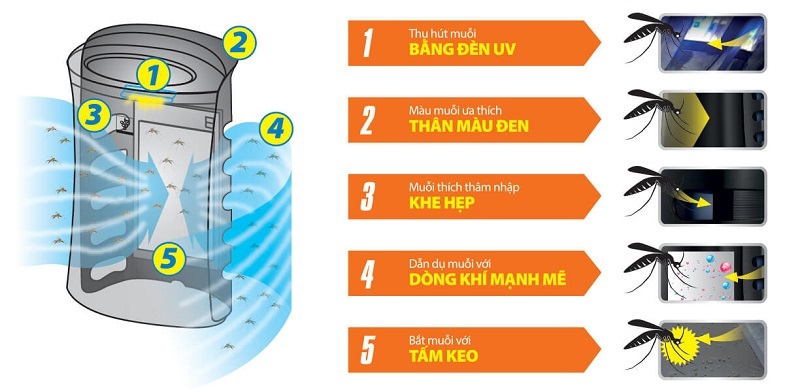 1
2
3
4
5
1
Thu hút muỗi
BẰNG ĐÈN UV
2
Màu muỗi ưa thích
THÂN MÀU ĐEN
3
Muỗi thích thâm nhập
KHE HẸP
4
Dẫn dụ muỗi với
DÒNG KHÍ MẠNH MẼ
5
Bắt muỗi với
TẤM KEO